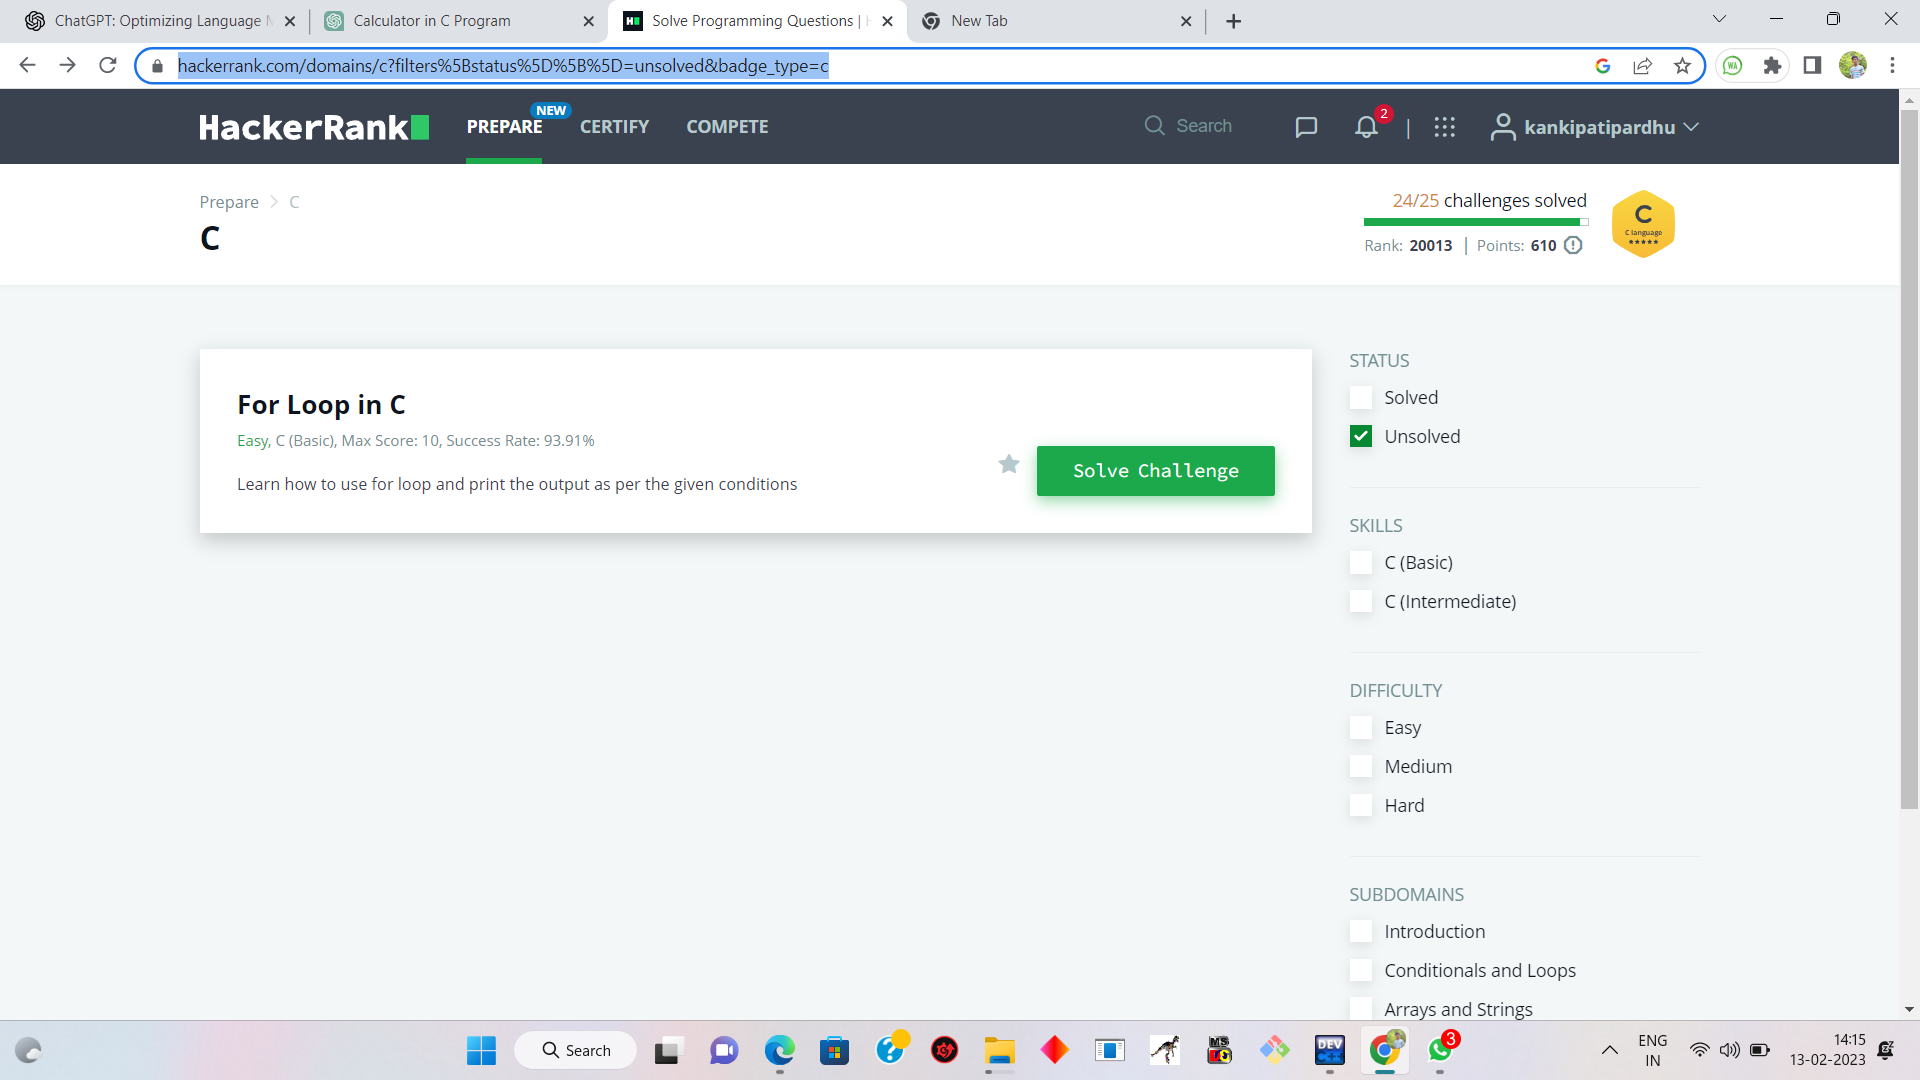 ChatGPT: Optimizing Language
Calculator in C Program
Solve Programming Questions |
New Tab
hackerrank.com/domains/c?filters%5Bstatus%5D%5B%5D=unsolved&badge_type=c
HackerRank
PREPARE
NEW
CERTIFY
COMPETE
Search
2
kankipatipardhu
Prepare > C
C
24/25 challenges solved
Rank: 20013 | Points: 610
C
C language
For Loop in C
Easy, C (Basic), Max Score: 10, Success Rate: 93.91%
Learn how to use for loop and print the output as per the given conditions
Solve Challenge
STATUS
Solved
Unsolved
SKILLS
C (Basic)
C (Intermediate)
DIFFICULTY
Easy
Medium
Hard
SUBDOMAINS
Introduction
Conditionals and Loops
Arrays and Strings
Search
MS
DEV
C++
3
ENG
IN
14:15
13-02-2023